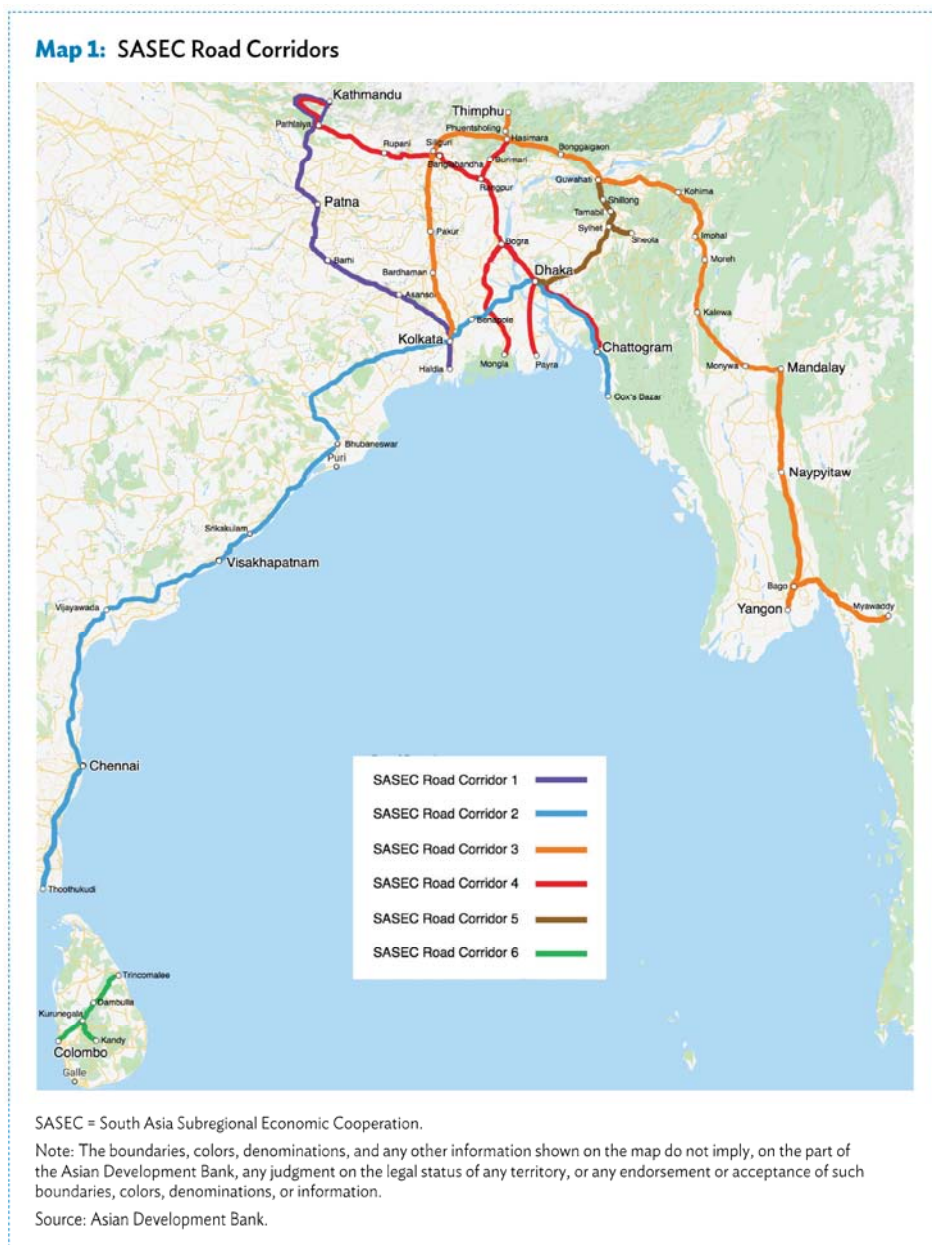 Map 1: SASEC Road Corridors
Kathmandu
Pathlaiya
Thimphu
Phuentsholing
Hasimara
Rupani
Siliguri
Banglabandha
Burimari
Bonggaigaon
Rangpur
Guwahati
Kohima
Shillong
Patna
Tamabil
Sylhet
Sheola
Imphal
Pakur
Bogra
Moreh
Barhi
Bardhaman
Dhaka
Asansol
Benapole
Kalewa
Kolkata
Chattogram
Haldia
Mongla
Payra
Monywa
Mandalay
Cox's Bazar
Bhubaneswar
Puri
Naypyitaw
Srikakulam
Visakhapatnam
Bago
Vijayawada
Yangon
Myawaddy
Chennai
SASEC Road Corridor 1
SASEC Road Corridor 2
SASEC Road Corridor 3
SASEC Road Corridor 4
SASEC Road Corridor 5
SASEC Road Corridor 6
Thoothukudi
Trincomalee
Dambulla
Kurunegala
Kandy
Colombo
Galle
SASEC = South Asia Subregional Economic Cooperation.
Note: The boundaries, colors, denominations, and any other information shown on the map do not imply, on the part of
the Asian Development Bank, any judgment on the legal status of any territory, or any endorsement or acceptance of such
boundaries, colors, denominations, or information.
Source: Asian Development Bank.